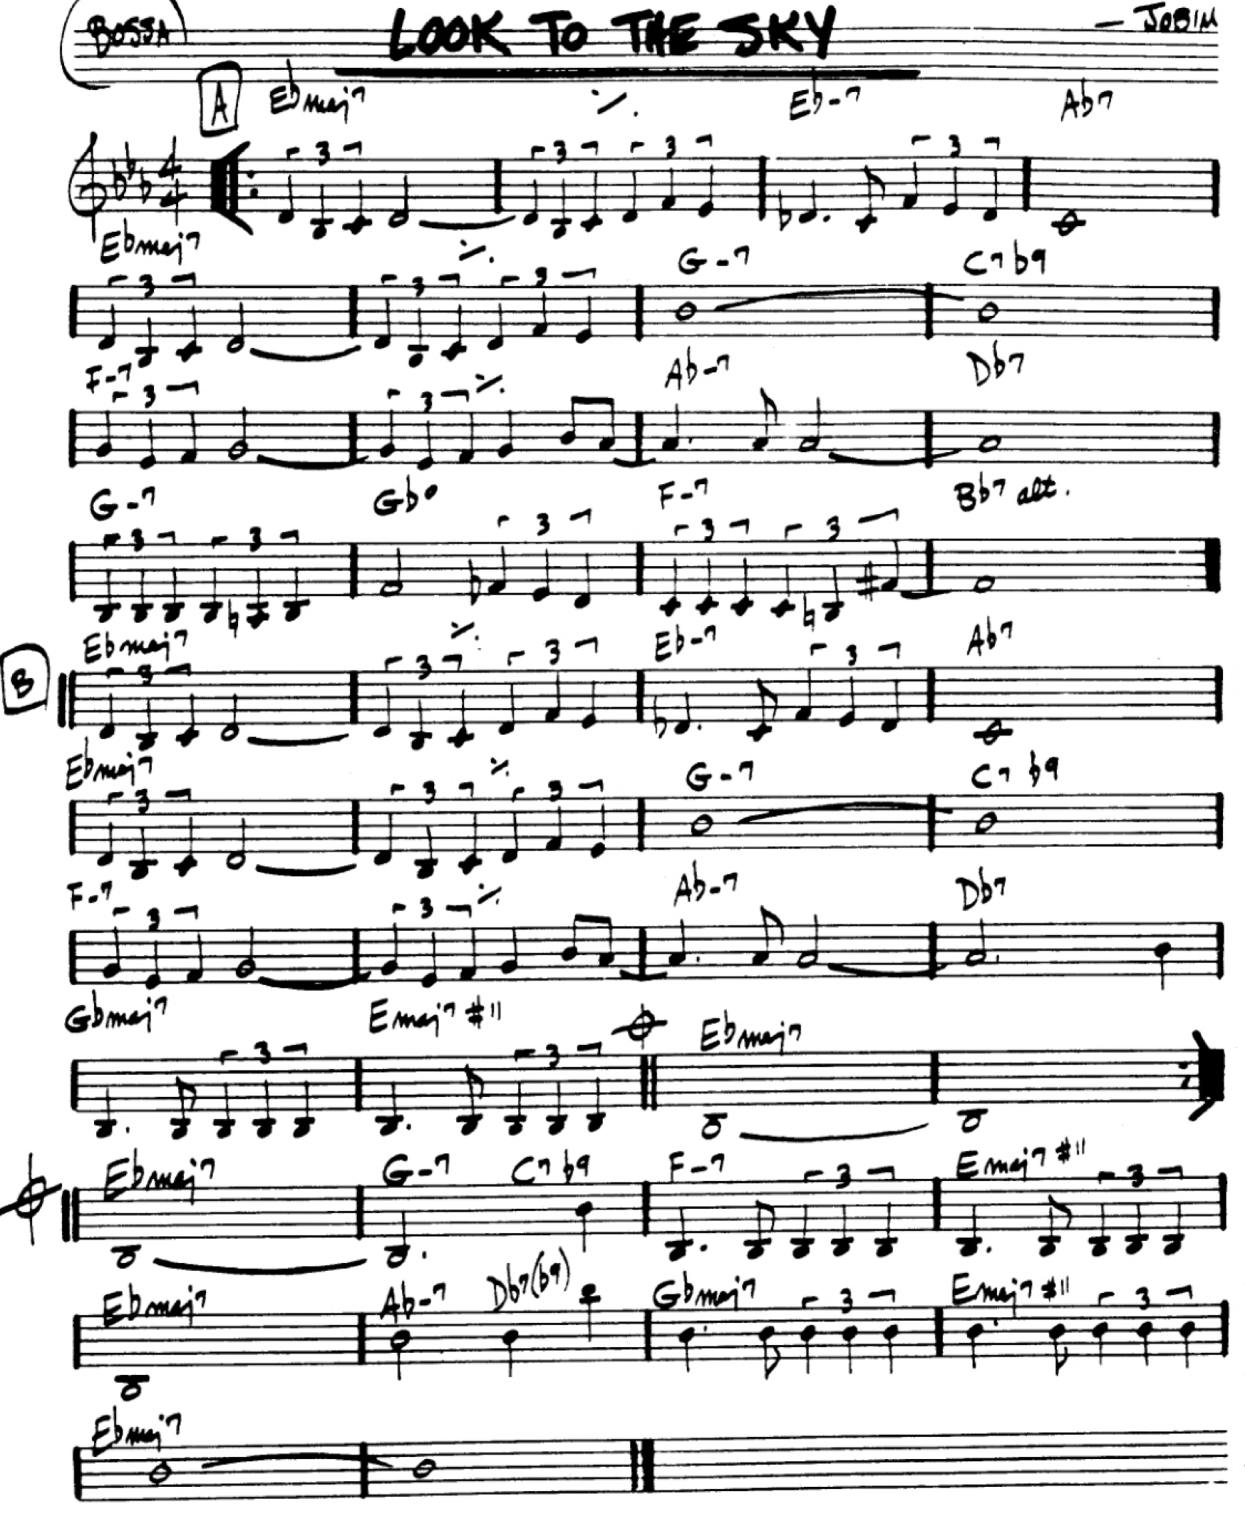 BOSSA LOOK TO THE SKY – JOBIM
A Ebmaj7 ٪ Eb-7 Ab7
4
4
3 3 3 3
Ebmaj7 ٪ G-7 C7b9
3 3 3
F-7 ٪ Ab-7 Db7
3 3
G-7 Gb° F-7 Bb7 alt.
3 3 3 3 3
B Ebmaj7 ٪ Eb-7 Ab7
3 3 3 3
Ebmaj7 ٪ G-7 C7 b9
3 3 3
F-7 ٪ Ab-7 Db7
3 3
Gbmaj7 Emaj7 #11 Ebmaj7
3 3
Ebmaj7 G-7 C7 b9 F-7 Emaj7 #11
3 3
Ebmaj7 Ab-7 Db7(b9) Gbmaj7 Emaj7 #11
3 3
Ebmaj7